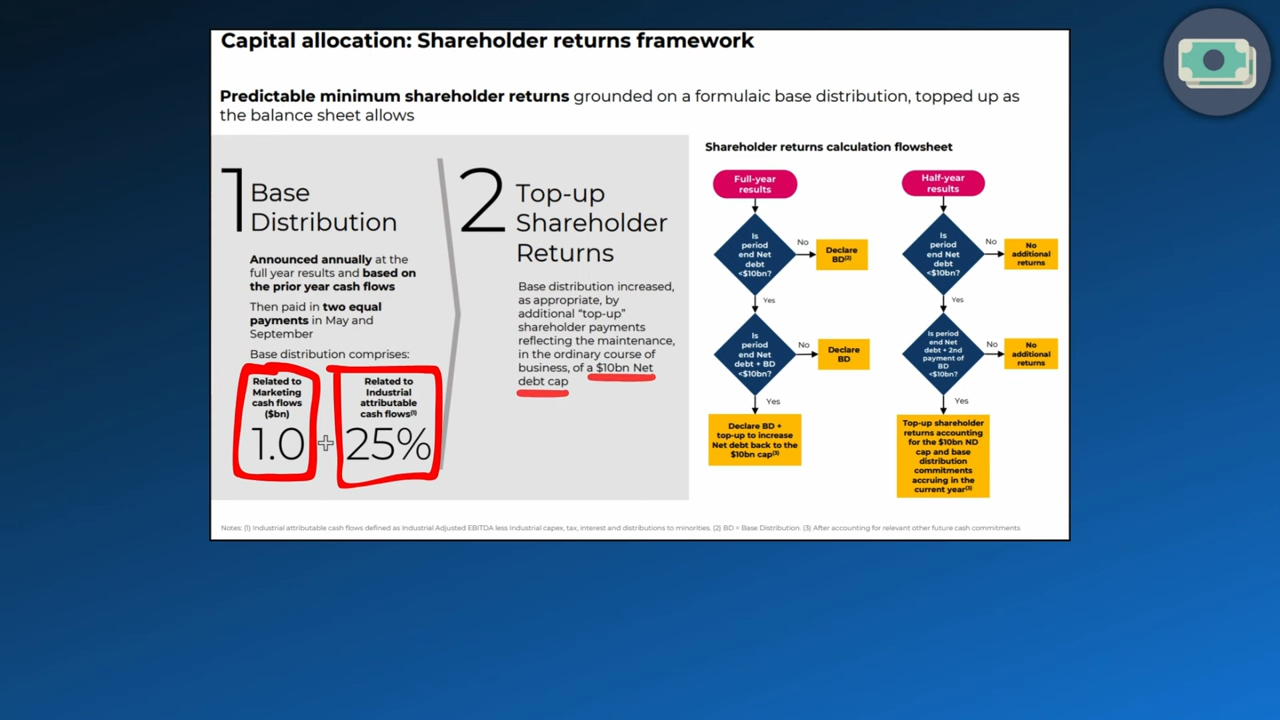 Capital allocation: Shareholder returns framework
Predictable minimum shareholder returns grounded on a formulaic base distribution, topped up as
the balance sheet allows
1
Base
Distribution
Announced annually at the
full year results and based on
the prior year cash flows
Then paid in two equal
payments in May and
September
Base distribution comprises:
Related to
Marketing
cash flows
($bn)
1.0
+
Related to
Industrial
attributable
cash flows(1)
25%
2
Top-up
Shareholder
Returns
Base distribution increased,
as appropriate, by
additional “top-up”
shareholder payments
reflecting the maintenance,
in the ordinary course of
business, of a $10bn Net
debt cap
Shareholder returns calculation flowsheet
Full-year
results
Is
period
end Net
debt
<$10bn?
No
Declare
BD(2)
Yes
Is
period
end Net
debt + BD
<$10bn?
No
Declare
BD
Yes
Declare BD +
top-up to increase
Net debt back to the
$10bn cap(3)
Half-year
results
Is
period
end Net
debt
<$10bn?
No
No
additional
returns
Yes
Is period
end Net
debt + 2nd
payment of
BD
<$10bn?
No
No
additional
returns
Yes
Top-up shareholder
returns accounting
for the $10bn ND
cap and base
distribution
commitments
accruing in the
current year(3)
Notes: (1) Industrial attributable cash flows defined as Industrial Adjusted EBITDA less Industrial capex, tax, interest and distributions to minorities. (2) BD = Base Distribution. (3) After accounting for relevant other future cash commitments